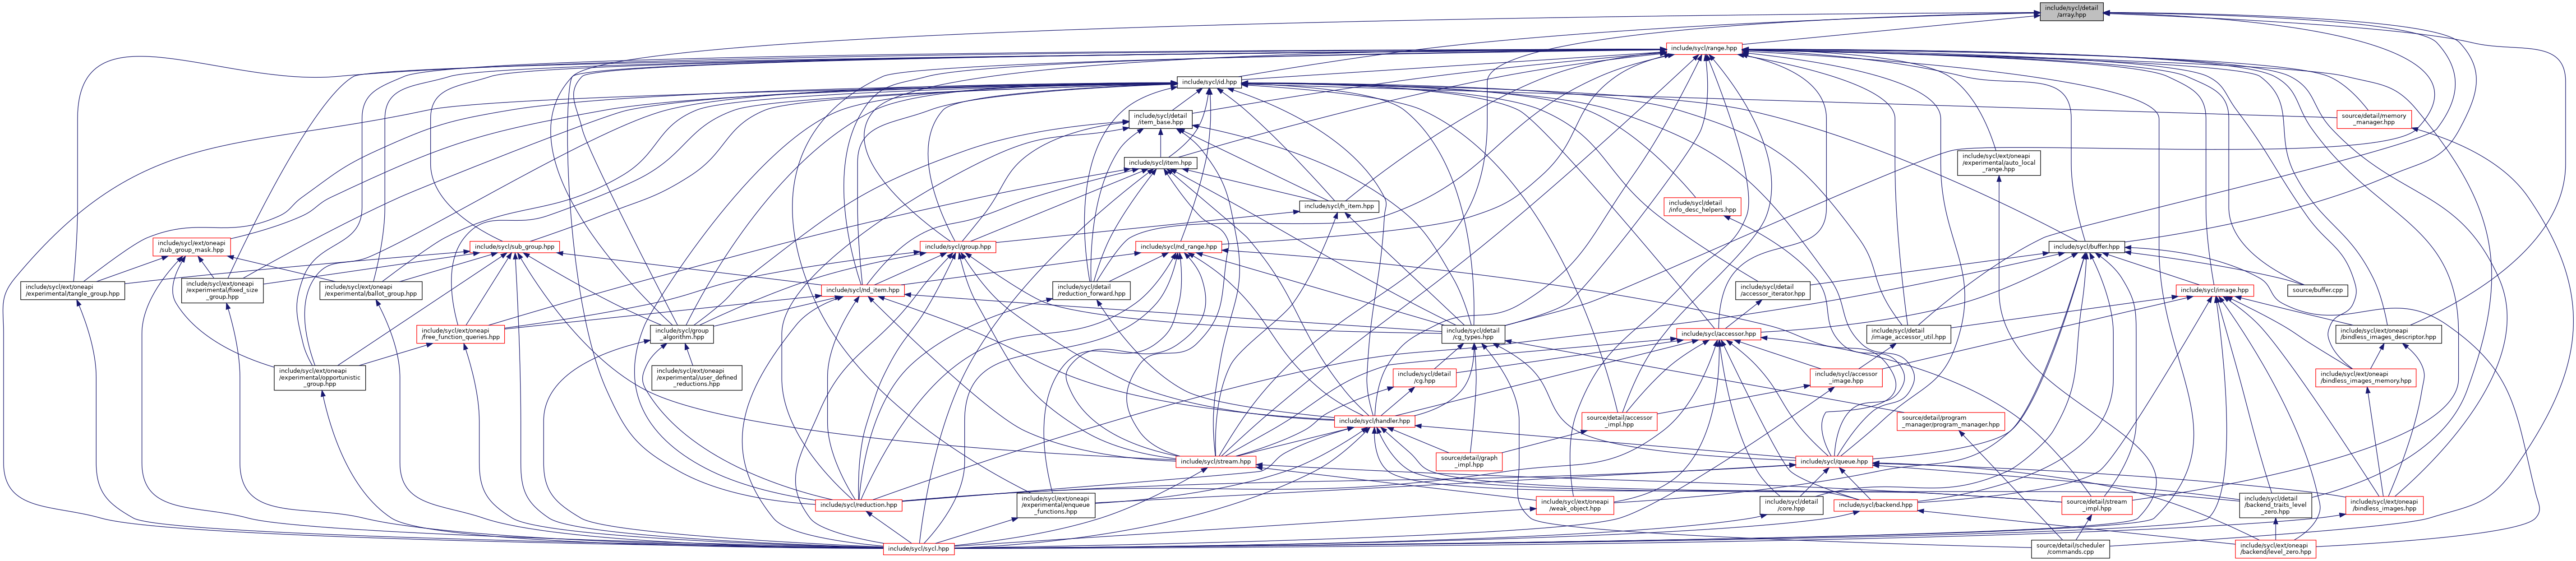 include/sycl/detail
/array.hpp
include/sycl/range.hpp
include/sycl/id.hpp
include/sycl/detail
/item_base.hpp
source/detail/memory
_manager.hpp
include/sycl/item.hpp
include/sycl/ext/oneapi
/experimental/auto_local
_range.hpp
include/sycl/h_item.hpp
include/sycl/detail
/info_desc_helpers.hpp
include/sycl/ext/oneapi
/sub_group_mask.hpp
include/sycl/sub_group.hpp
include/sycl/group.hpp
include/sycl/nd_range.hpp
include/sycl/buffer.hpp
include/sycl/ext/oneapi
/experimental/tangle_group.hpp
include/sycl/ext/oneapi
/experimental/fixed_size
_group.hpp
include/sycl/ext/oneapi
/experimental/ballot_group.hpp
include/sycl/nd_item.hpp
include/sycl/detail
/reduction_forward.hpp
include/sycl/detail
/accessor_iterator.hpp
include/sycl/image.hpp
source/buffer.cpp
include/sycl/ext/oneapi
/free_function_queries.hpp
include/sycl/group
_algorithm.hpp
include/sycl/detail
/cg_types.hpp
include/sycl/accessor.hpp
include/sycl/detail
/image_accessor_util.hpp
include/sycl/ext/oneapi
/bindless_images_descriptor.hpp
include/sycl/ext/oneapi
/experimental/opportunistic
_group.hpp
include/sycl/ext/oneapi
/experimental/user_defined
_reductions.hpp
include/sycl/detail
/cg.hpp
include/sycl/accessor
_image.hpp
include/sycl/ext/oneapi
/bindless_images_memory.hpp
include/sycl/handler.hpp
source/detail/accessor
_impl.hpp
source/detail/program
_manager/program_manager.hpp
include/sycl/stream.hpp
source/detail/graph
_impl.hpp
include/sycl/queue.hpp
include/sycl/reduction.hpp
include/sycl/ext/oneapi
/experimental/enqueue
_functions.hpp
include/sycl/ext/oneapi
/weak_object.hpp
include/sycl/detail
/core.hpp
include/sycl/backend.hpp
source/detail/stream
_impl.hpp
include/sycl/detail
/backend_traits_level
_zero.hpp
include/sycl/ext/oneapi
/bindless_images.hpp
include/sycl/sycl.hpp
source/detail/scheduler
/commands.cpp
include/sycl/ext/oneapi
/backend/level_zero.hpp